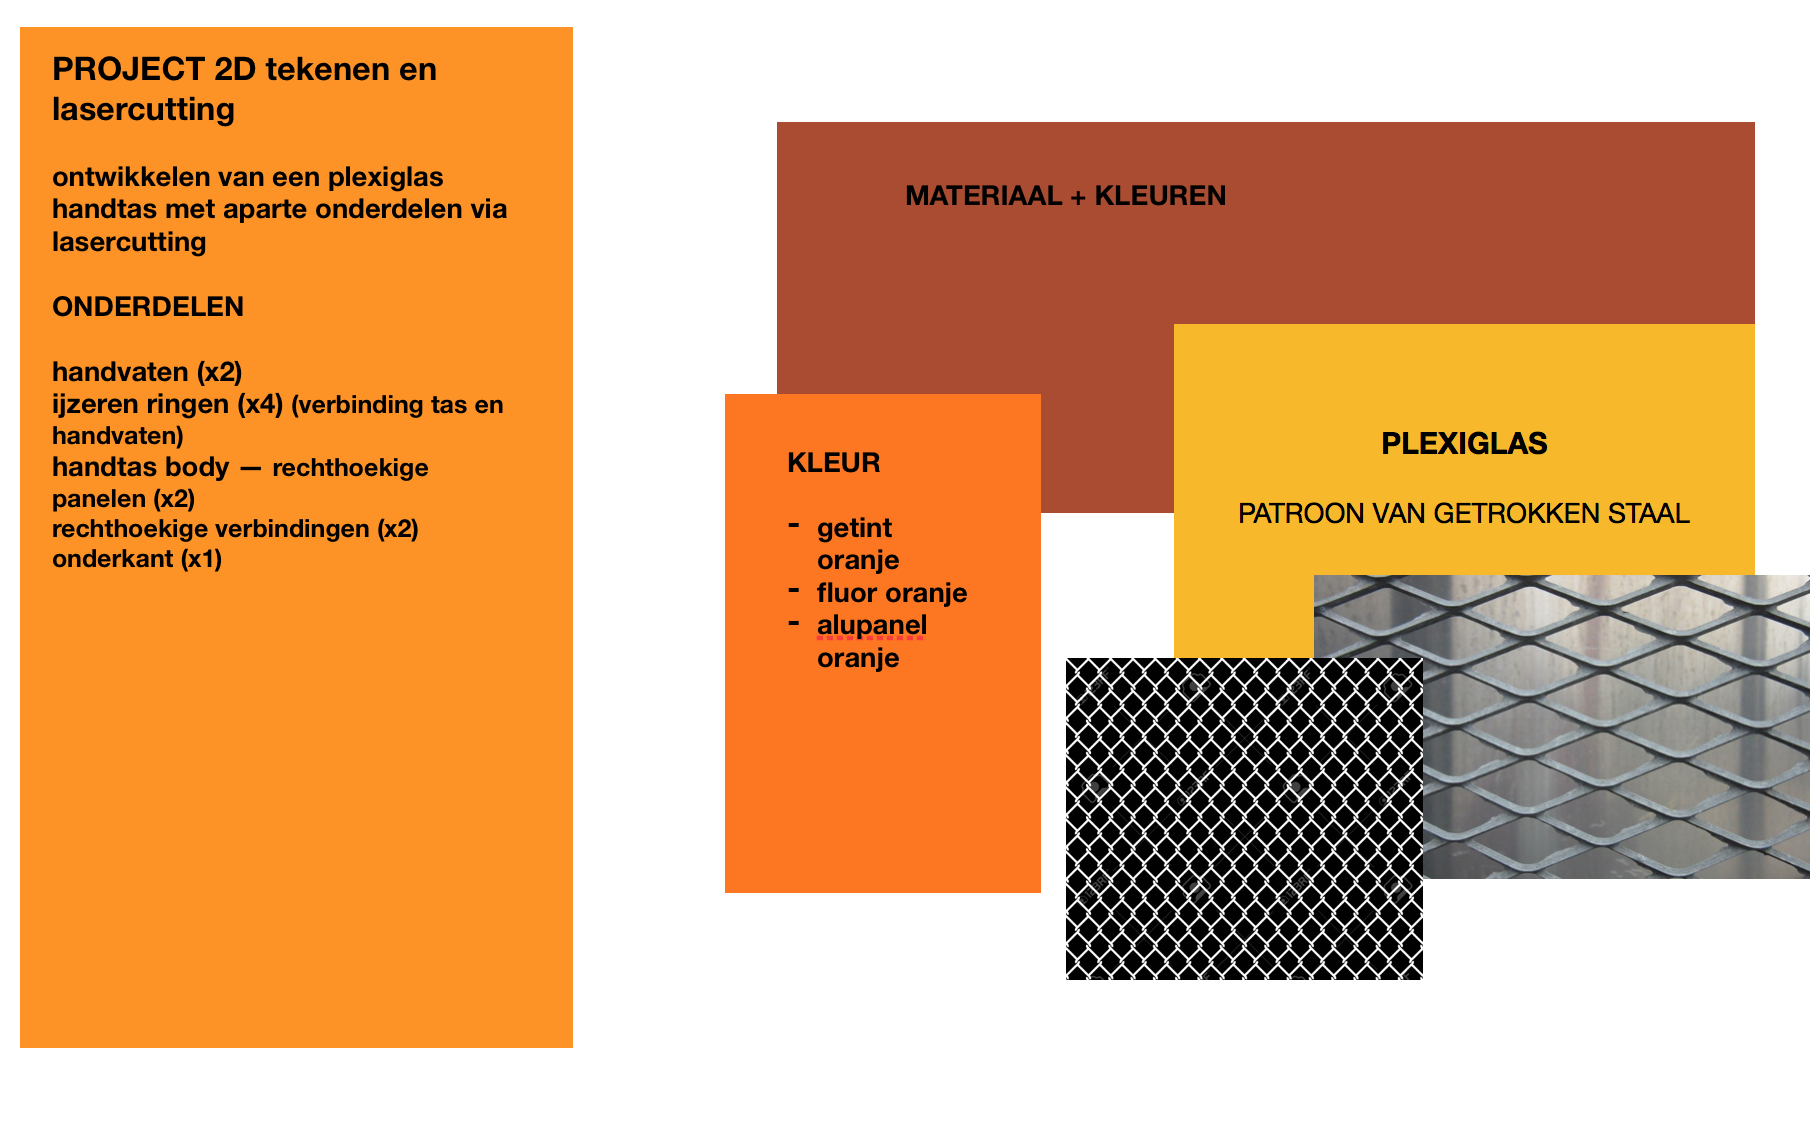 PROJECT 2D tekenen en
lasercutting
ontwikkelen van een plexiglas
handtas met aparte onderdelen via
lasercutting
ONDERDELEN
handvaten (x2)
ijzeren ringen (x4) (verbinding tas en
handvaten)
handtas body — rechthoekige
panelen (x2)
rechthoekige verbindingen (x2)
onderkant (x1)
MATERIAAL + KLEUREN
KLEUR
- getint
oranje
- fluor oranje
- alupanel
oranje
PLEXIGLAS
PATROON VAN GETROKKEN STAAL